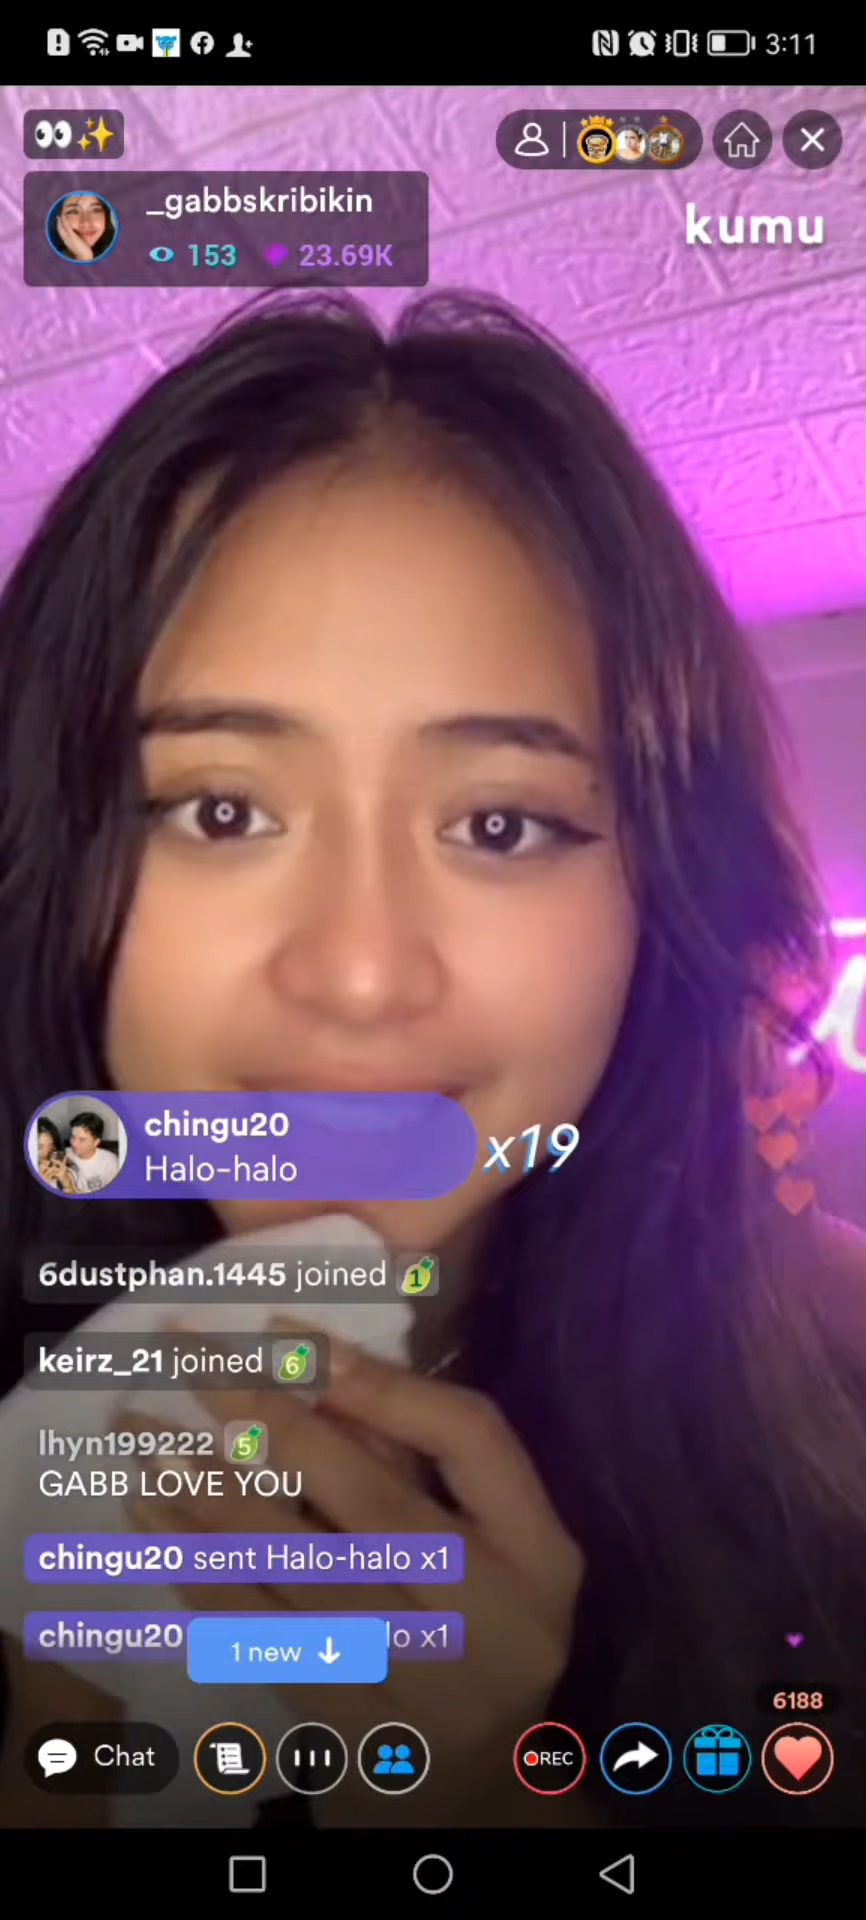 3:11
_gabbskribikin
153 23.69K
kumu
chingu20
Halo-halo
x19
6dustphan.1445 joined 1
keirz_21 joined 6
lhyn199222 5
GABB LOVE YOU
chingu20 sent Halo-halo x1
chingu20 lo x1
1 new
6188
Chat
REC